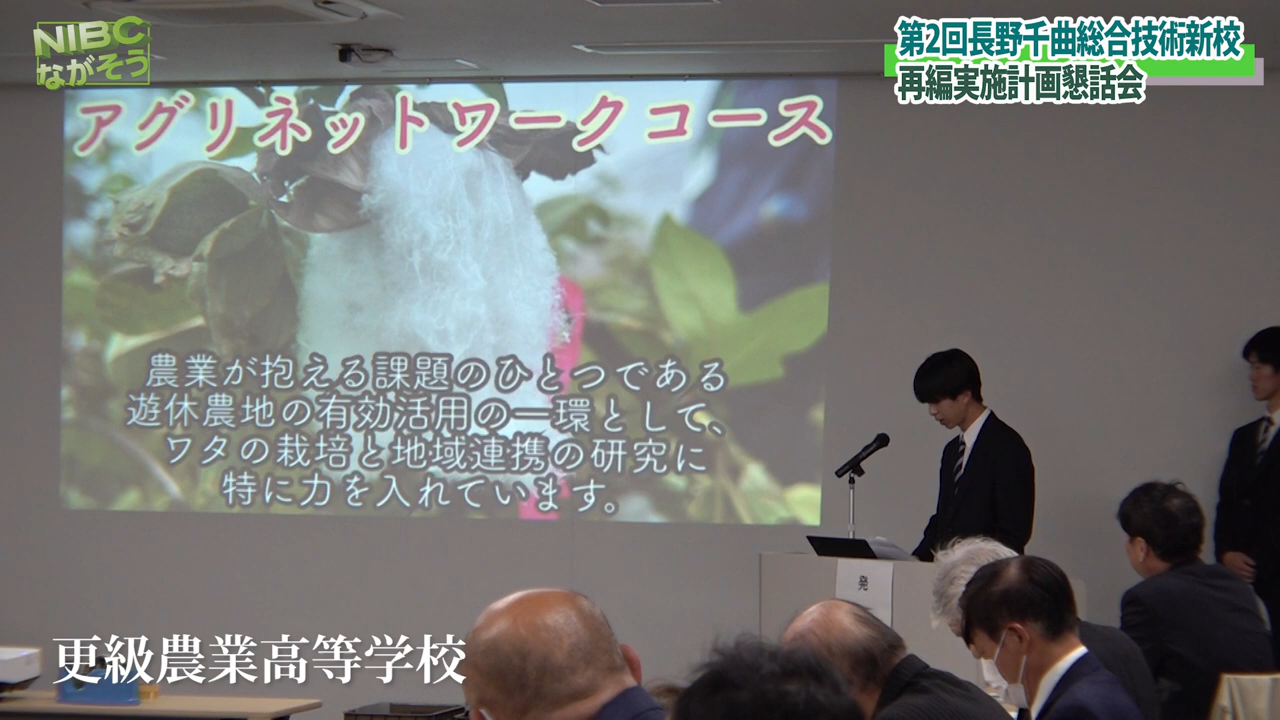 NIBC
ながそう
第2回長野千曲総合技術新校
再編実施計画懇話会
アグリネットワークコース
農業が抱える課題のひとつである
遊休農地の有効活用の一環として、
ワタの栽培と地域連携の研究に
特に力を入れています。
発
更級農業高等学校